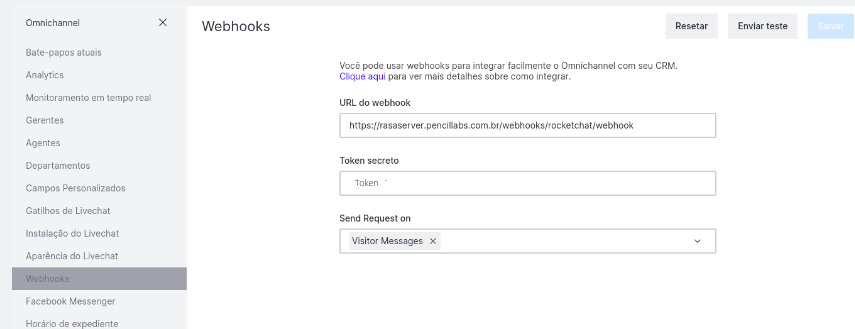 Omnichannel
Bate-papos atuais
Analytics
Monitoramento em tempo real
Gerentes
Agentes
Departamentos
Campos Personalizados
Gatilhos de Livechat
Instalação do Livechat
Aparência do Livechat
Webhooks
Facebook Messenger
Horário de expediente
Webhooks
Resetar
Enviar teste
Salvar
Você pode usar webhooks para integrar facilmente o Omnichannel com seu CRM.
Clique aqui para ver mais detalhes sobre como integrar.
URL do webhook
https://rasaserver.pencillabs.com.br/webhooks/rocketchat/webhook
Token secreto
Token
Send Request on
Visitor Messages